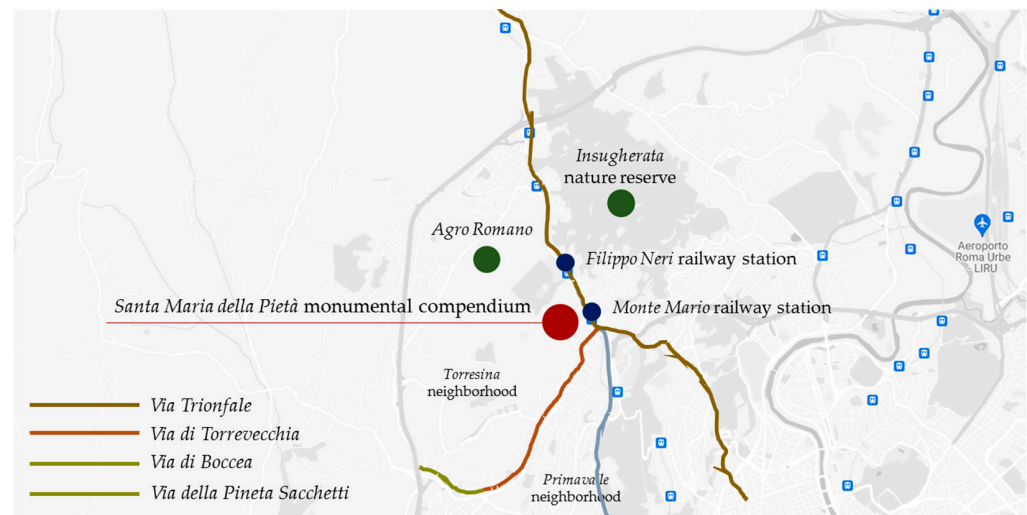 Insugherata
nature reserve
Agro Romano
Filippo Neri railway station
Aeroporto
Roma Urbe
- LIRU
Santa Maria della Pietà monumental compendium
Monte Mario railway station
Torresina
neighborhood
Via Trionfale
Via di Torrevecchia
Via di Boccea
Via della Pineta Sacchetti
Primavalle
neighborhood